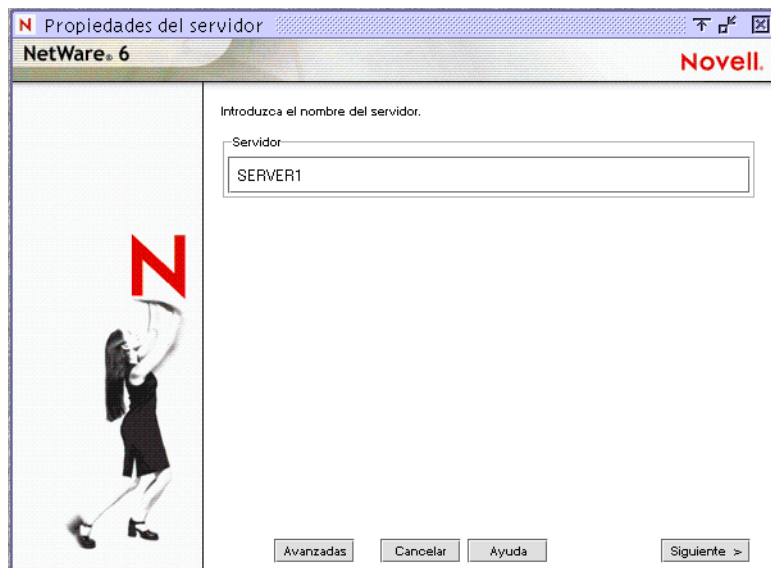 N Propiedades del servidor
NetWare® 6
Novell.
Introduzca el nombre del servidor.
Servidor
SERVER1
N
Avanzadas Cancelar Ayuda Siguiente >